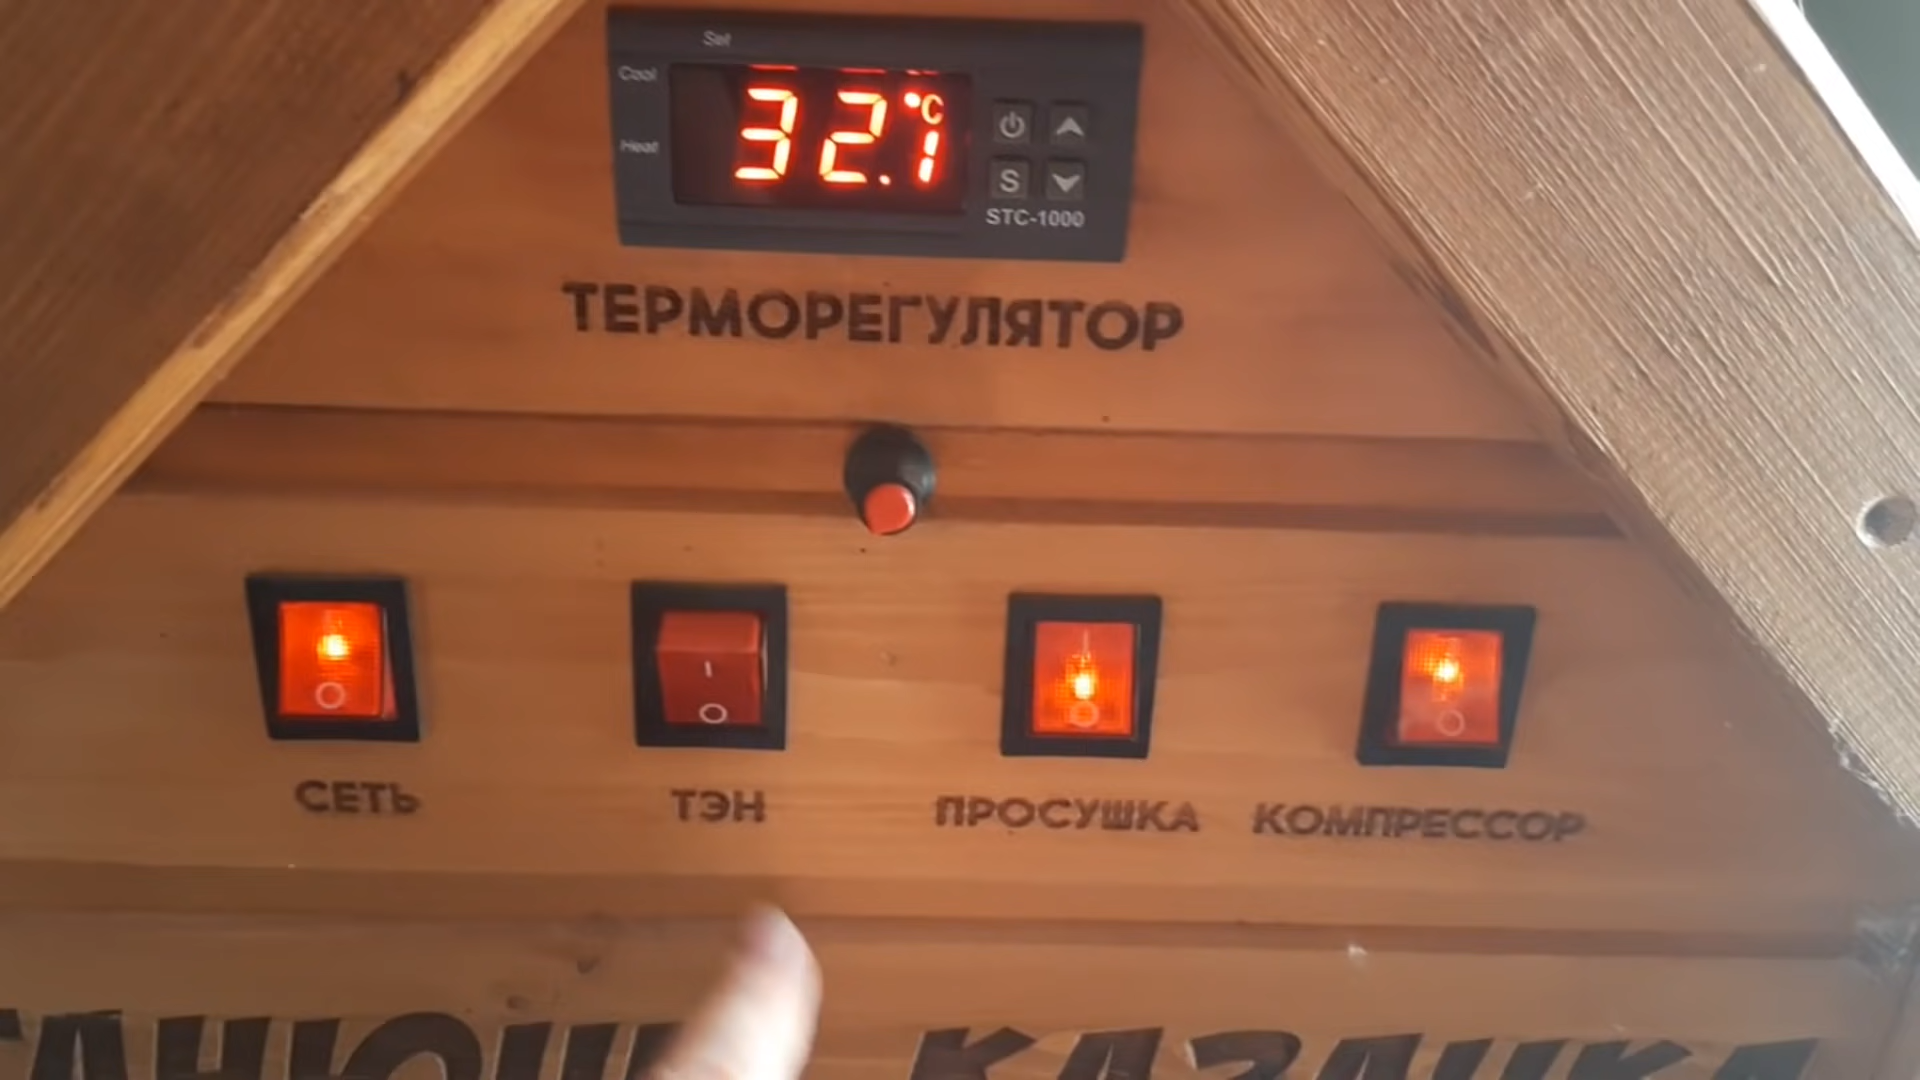 Set
Cool
32.1 °C
Heat
S
STC-1000
ТЕРМОРЕГУЛЯТОР
СЕТЬ
ТЭН
ПРОСУШКА
КОМПРЕССОР